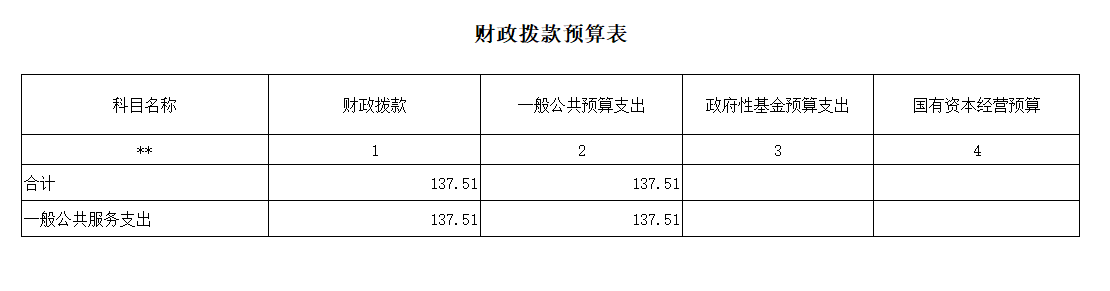 财政拨款预算表
科目名称 财政拨款 一般公共预算支出 政府性基金预算支出 国有资本经营预算
** 1 2 3 4
合计 137.51 137.51
一般公共服务支出 137.51 137.51